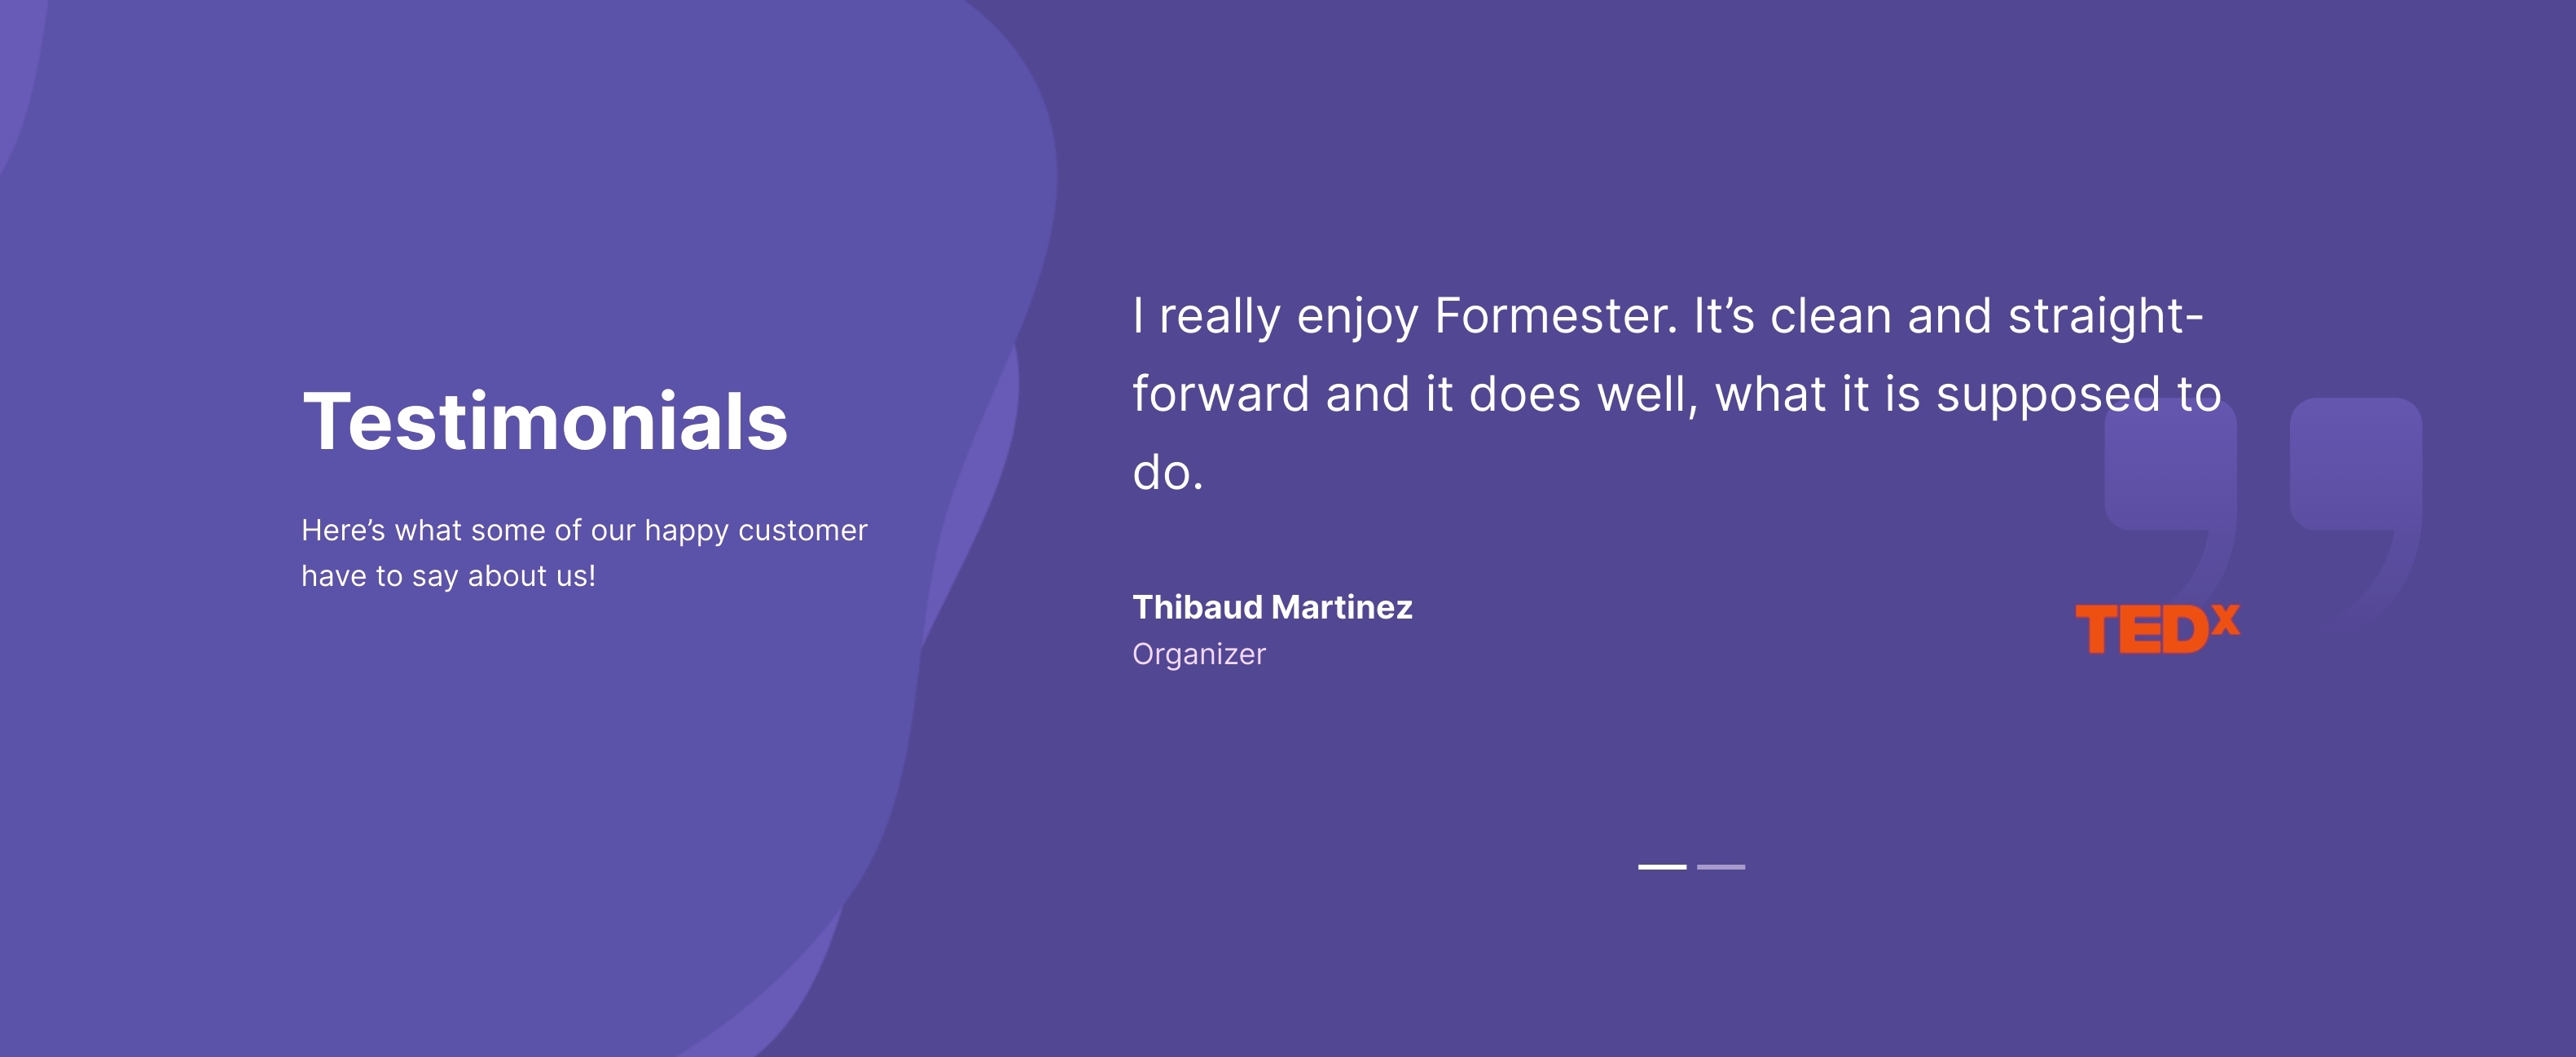 Testimonials
Here’s what some of our happy customer
have to say about us!
I really enjoy Formester. It’s clean and straight-
forward and it does well, what it is supposed to
do.
Thibaud Martinez
Organizer
TEDx